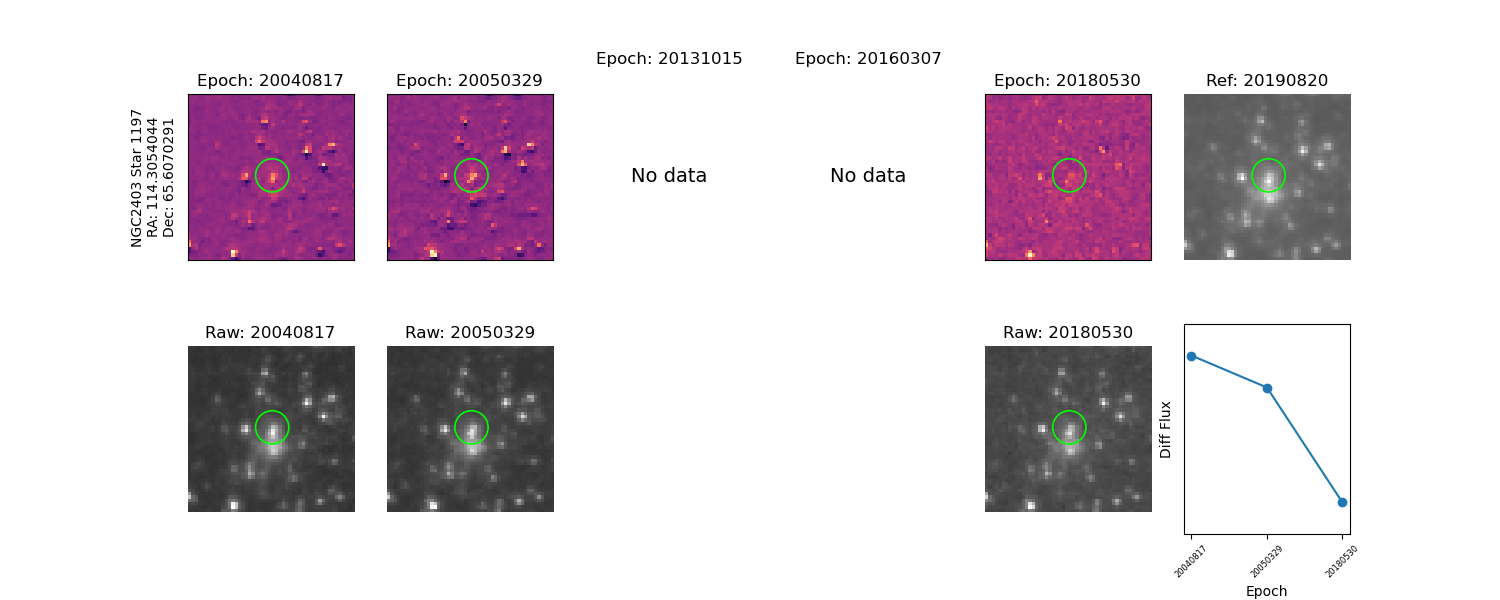 Epoch: 20040817
Epoch: 20050329
Epoch: 20131015
Epoch: 20160307
Epoch: 20180530
Ref: 20190820
NGC2403 Star 1197
RA: 114.3054044
Dec: 65.6070291
No data
No data
Raw: 20040817
Raw: 20050329
Raw: 20180530
Diff Flux
20040817
20050329
20180530
Epoch